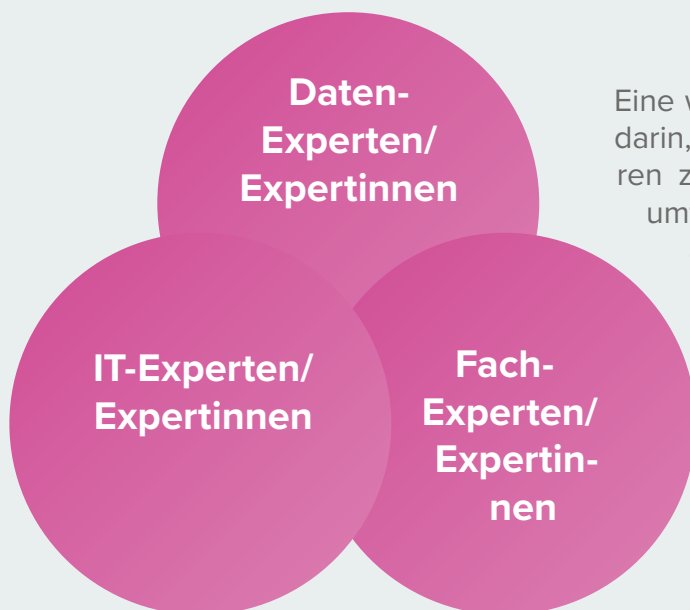 Daten-
Experten/
Expertinnen
Eine
darin,
ren
um
IT-Experten/
Expertinnen
Fach-
Experten/
Expertin-
nen